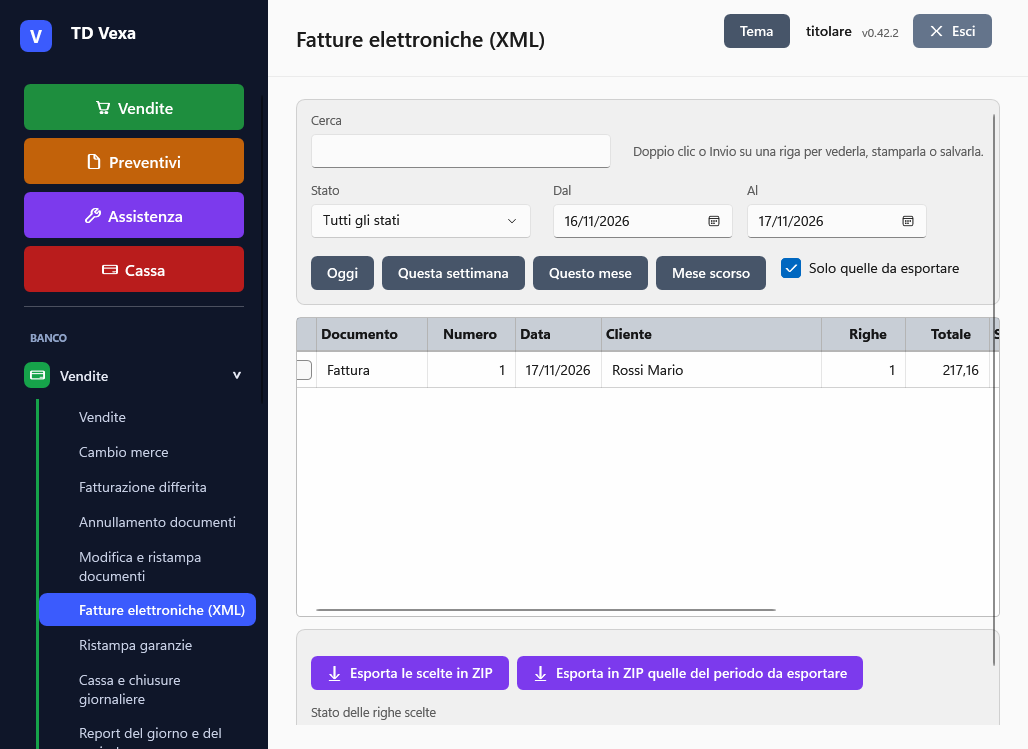 V
TD Vexa
Vendite
Preventivi
Assistenza
Cassa
BANCO
Vendite
Vendite
Cambio merce
Fatturazione differita
Annullamento documenti
Modifica e ristampa
documenti
Fatture elettroniche (XML)
Ristampa garanzie
Cassa e chiusure
giornaliere
Report del giorno e del
Fatture elettroniche (XML)
Tema
titolare
v0.42.2
Esci
Cerca
Doppio clic o Invio su una riga per vederla, stamparla o salvarla.
Stato
Dal
Al
Tutti gli stati
16/11/2026
17/11/2026
Oggi
Questa settimana
Questo mese
Mese scorso
Solo quelle da esportare
Documento Numero Data Cliente Righe Totale
Fattura 1 17/11/2026 Rossi Mario 1 217,16
Esporta le scelte in ZIP
Esporta in ZIP quelle del periodo da esportare
Stato delle righe scelte